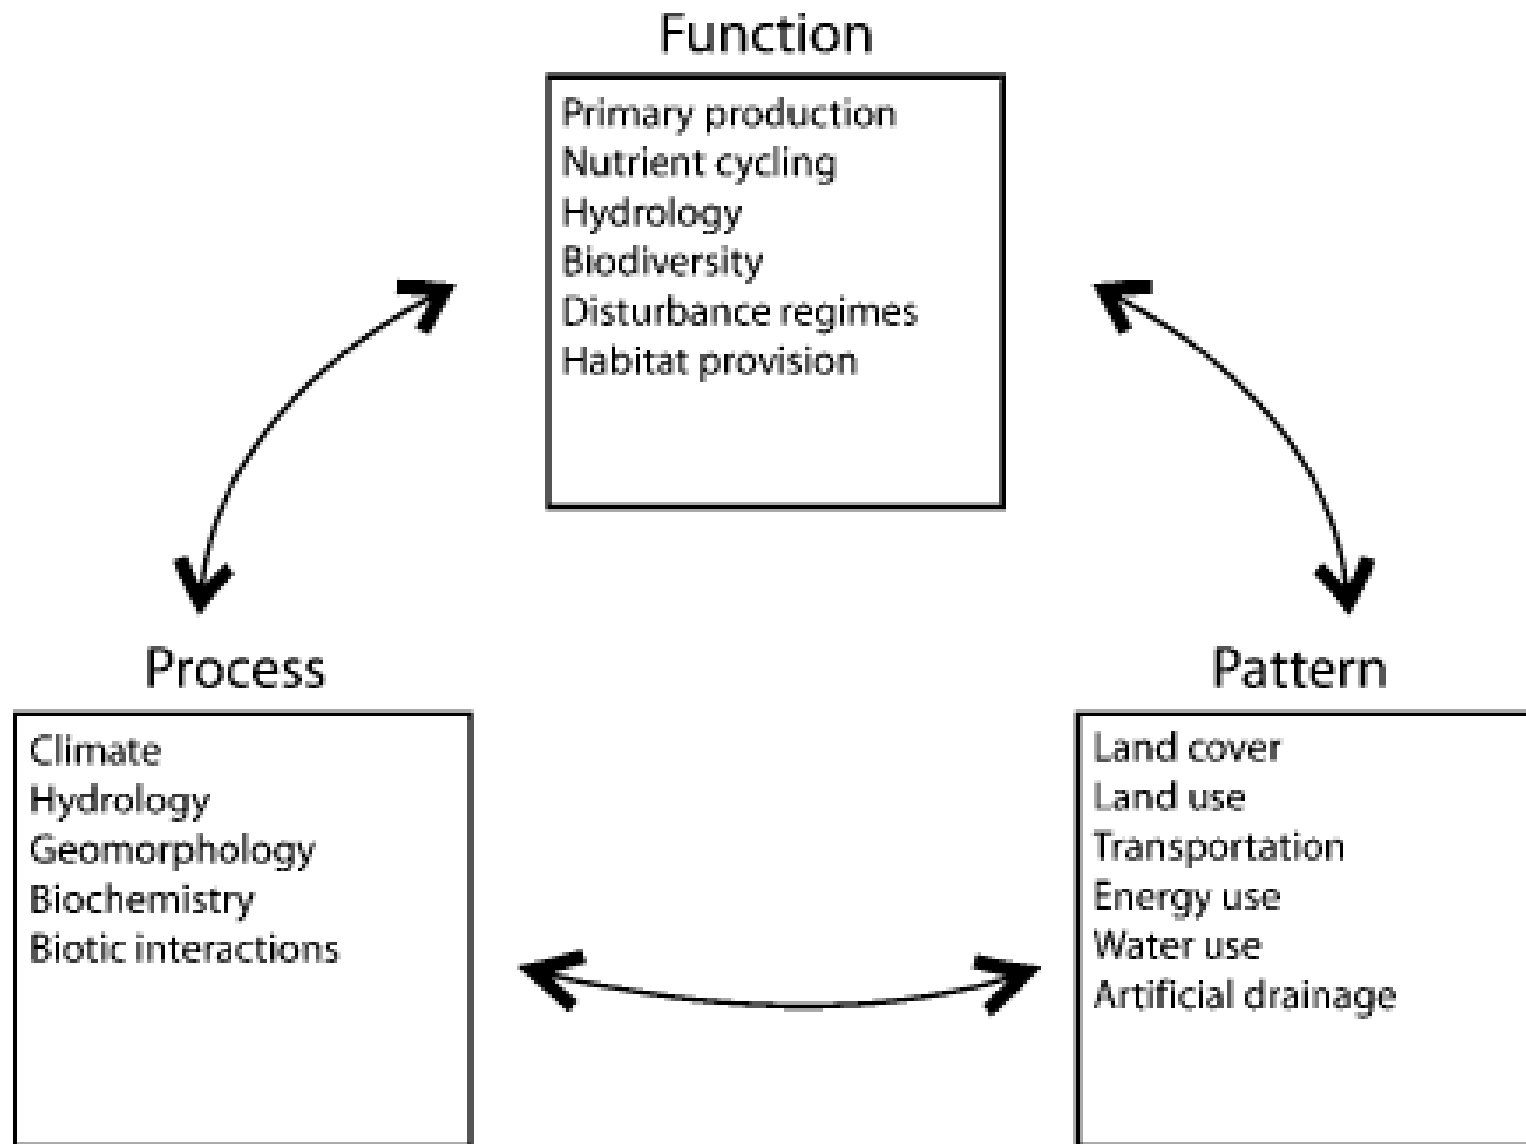 Function
Primary production
Nutrient cycling
Hydrology
Biodiversity
Disturbance regimes
Habitat provision
Process
Climate
Hydrology
Geomorphology
Biochemistry
Biotic interactions
Pattern
Land cover
Land use
Transportation
Energy use
Water use
Artificial drainage